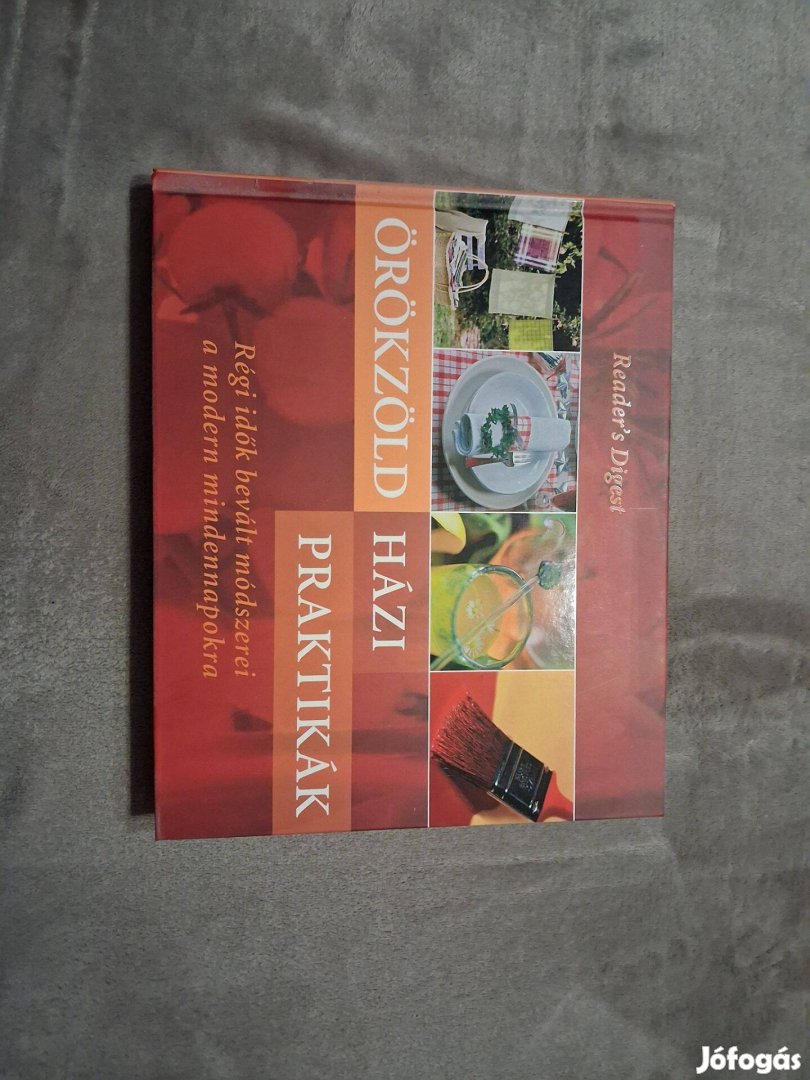 Reader's Digest
ÖRÖKZÖLD HÁZI
PRAKTIKÁK
Régi idők bevált módszerei
a modern mindennapokra
Jófogás